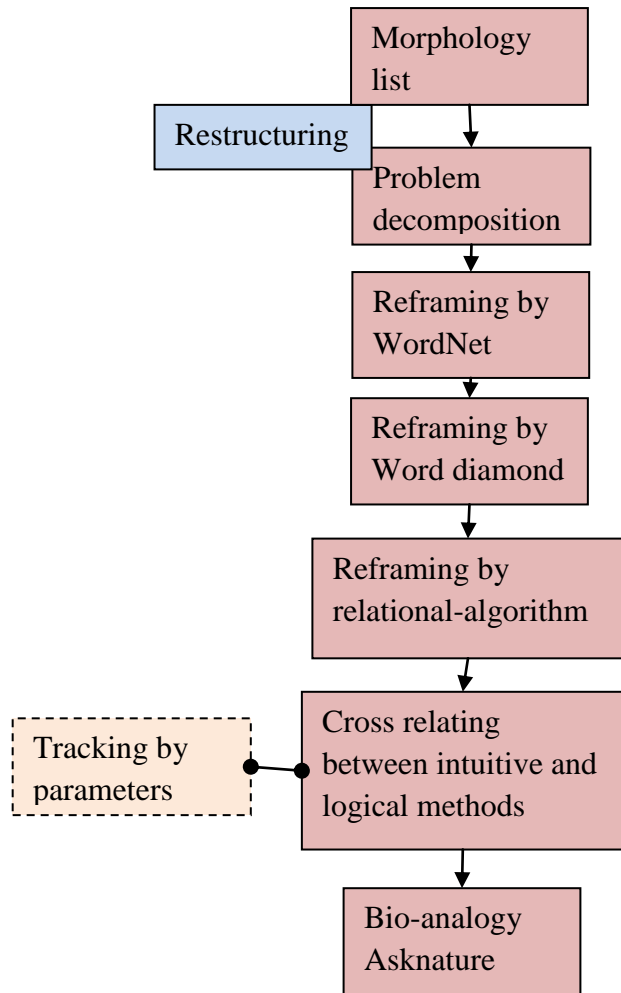 Morphology
list
Restructuring
Problem
decomposition
Reframing by
WordNet
Reframing by
Word diamond
Reframing by
relational-algorithm
Cross relating
between intuitive and
logical methods
Tracking by
parameters
Bio-analogy
Asknature